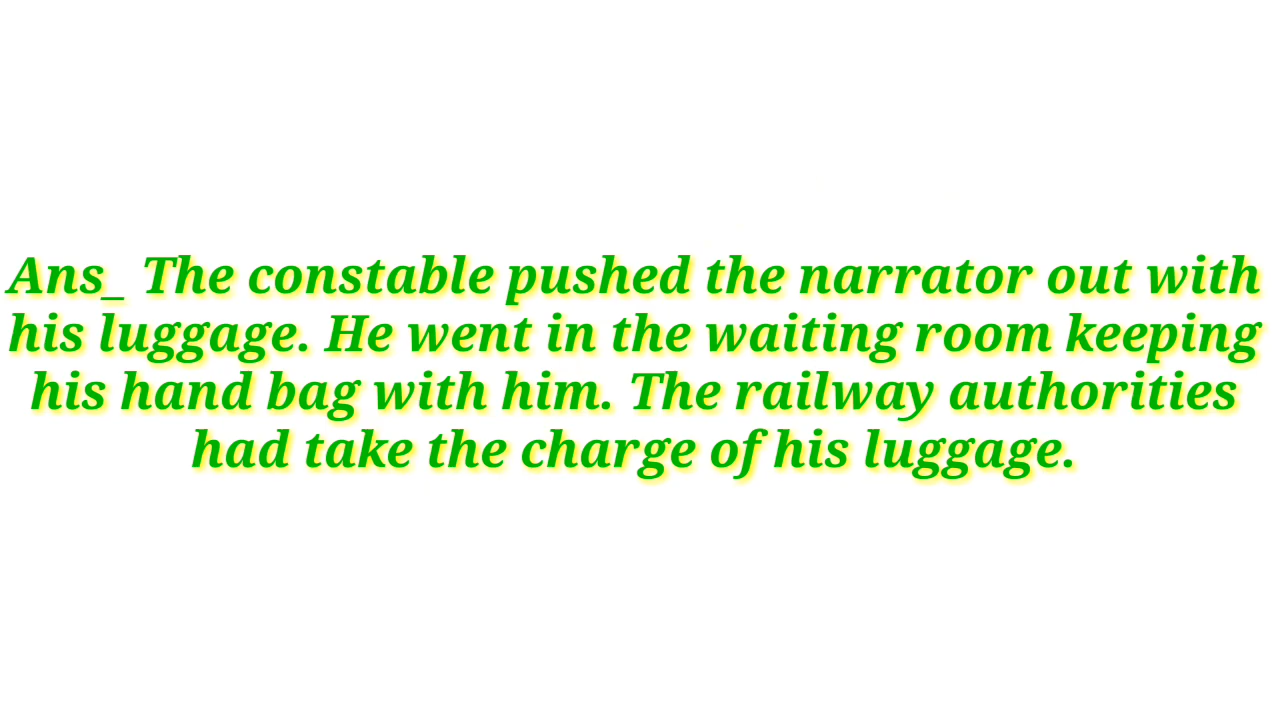 Ans_ The constable pushed the narrator out with
his luggage. He went in the waiting room keeping
his hand bag with him. The railway authorities
had take the charge of his luggage.